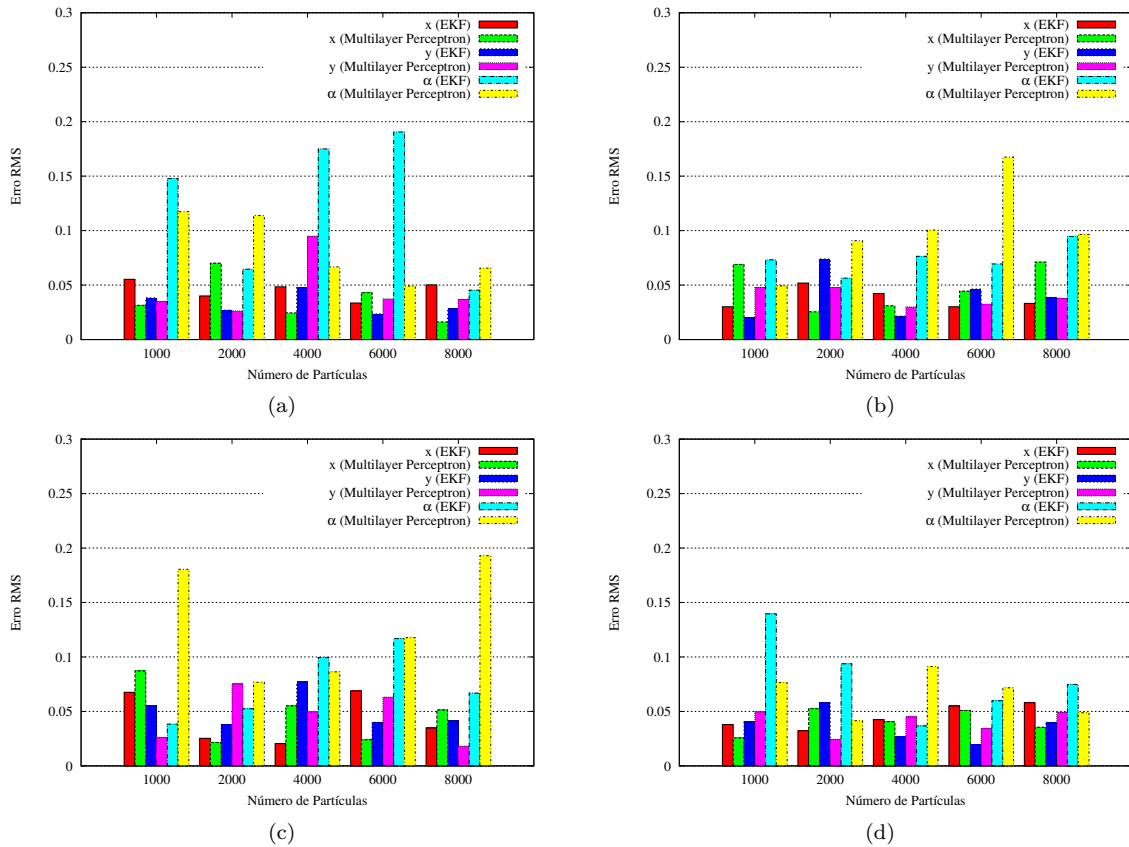 0.3
0.25
0.2
0.15
0.1
0.05
0
Erro RMS
x (EKF)
x (Multilayer Perceptron)
y (EKF)
y (Multilayer Perceptron)
α (EKF)
α (Multilayer Perceptron)
1000 2000 4000 6000 8000
Número de Partículas
(a)
0.3
0.25
0.2
0.15
0.1
0.05
0
Erro RMS
x (EKF)
x (Multilayer Perceptron)
y (EKF)
y (Multilayer Perceptron)
α (EKF)
α (Multilayer Perceptron)
1000 2000 4000 6000 8000
Número de Partículas
(b)
0.3
0.25
0.2
0.15
0.1
0.05
0
Erro RMS
x (EKF)
x (Multilayer Perceptron)
y (EKF)
y (Multilayer Perceptron)
α (EKF)
α (Multilayer Perceptron)
1000 2000 4000 6000 8000
Número de Partículas
(c)
0.3
0.25
0.2
0.15
0.1
0.05
0
Erro RMS
x (EKF)
x (Multilayer Perceptron)
y (EKF)
y (Multilayer Perceptron)
α (EKF)
α (Multilayer Perceptron)
1000 2000 4000 6000 8000
Número de Partículas
(d)